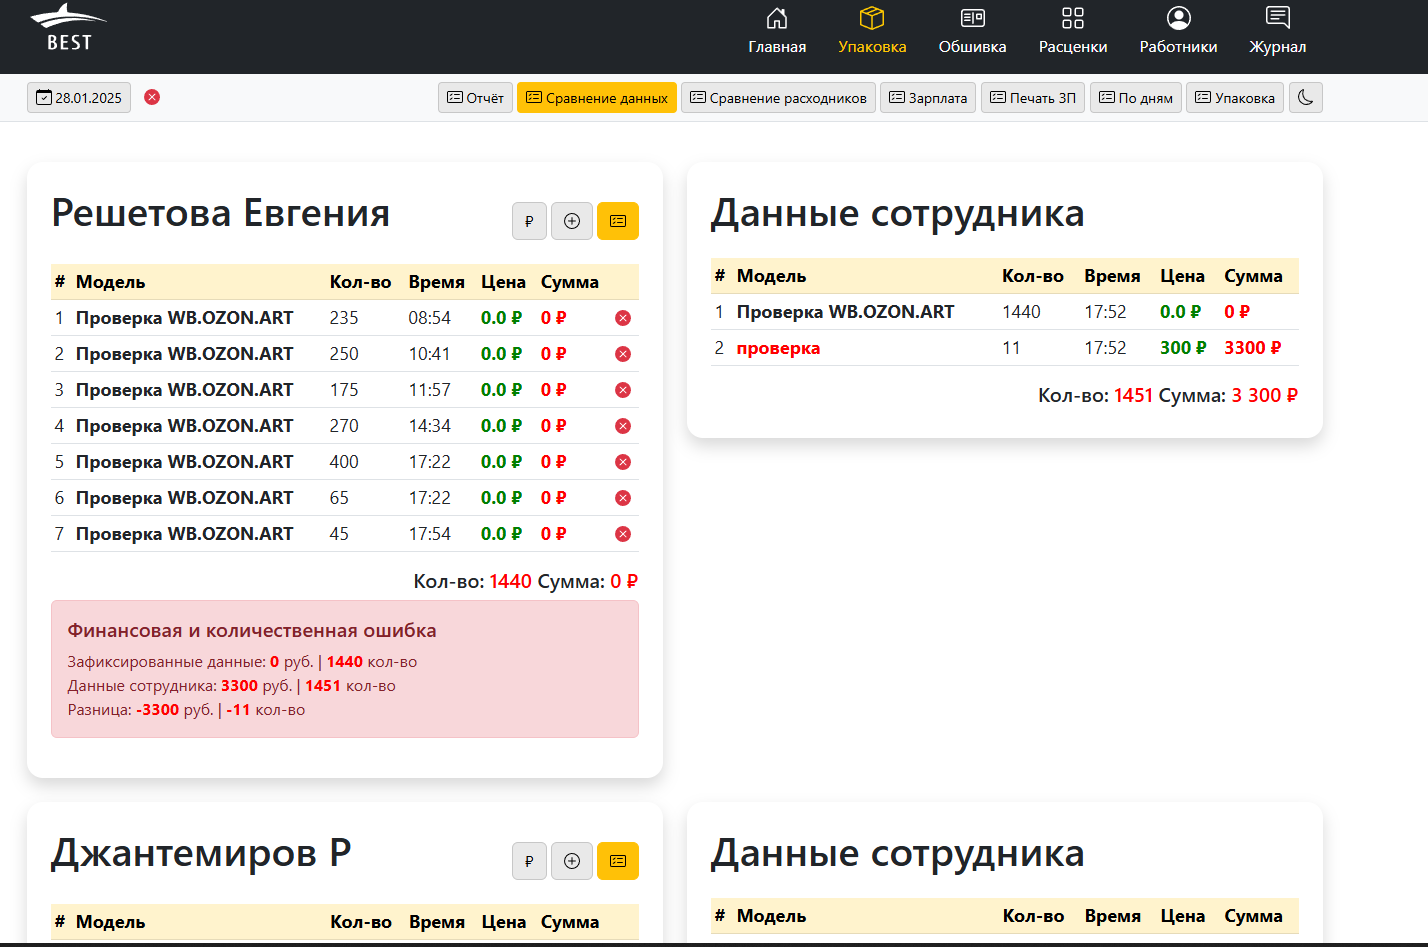 BEST
Главная Упаковка Обшивка Расценки Работники Журнал
28.01.2025 Отчёт Сравнение данных Сравнение расходников Зарплата Печать ЗП По дням Упаковка
Решетова Евгения ₽
# Модель Кол-во Время Цена Сумма
1 Проверка WB.OZON.ART 235 08:54 0.0 ₽ 0 ₽
2 Проверка WB.OZON.ART 250 10:41 0.0 ₽ 0 ₽
3 Проверка WB.OZON.ART 175 11:57 0.0 ₽ 0 ₽
4 Проверка WB.OZON.ART 270 14:34 0.0 ₽ 0 ₽
5 Проверка WB.OZON.ART 400 17:22 0.0 ₽ 0 ₽
6 Проверка WB.OZON.ART 65 17:22 0.0 ₽ 0 ₽
7 Проверка WB.OZON.ART 45 17:54 0.0 ₽ 0 ₽
Кол-во: 1440 Сумма: 0 ₽
Финансовая и количественная ошибка
Зафиксированные данные: 0 руб. | 1440 кол-во
Данные сотрудника: 3300 руб. | 1451 кол-во
Разница: -3300 руб. | -11 кол-во
Данные сотрудника
# Модель Кол-во Время Цена Сумма
1 Проверка WB.OZON.ART 1440 17:52 0.0 ₽ 0 ₽
2 проверка 11 17:52 300 ₽ 3300 ₽
Кол-во: 1451 Сумма: 3 300 ₽
Джантемиров Р ₽
# Модель Кол-во Время Цена Сумма
Данные сотрудника
# Модель Кол-во Время Цена Сумма